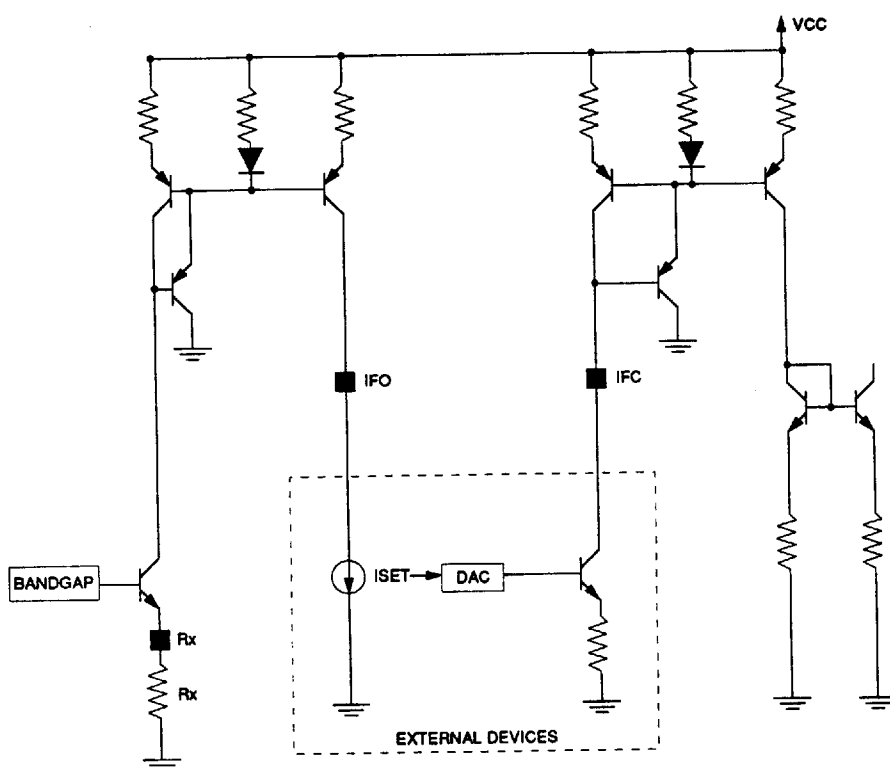 VCC
IFO
IFC
BANDGAP
ISET
DAC
Rx
Rx
EXTERNAL DEVICES